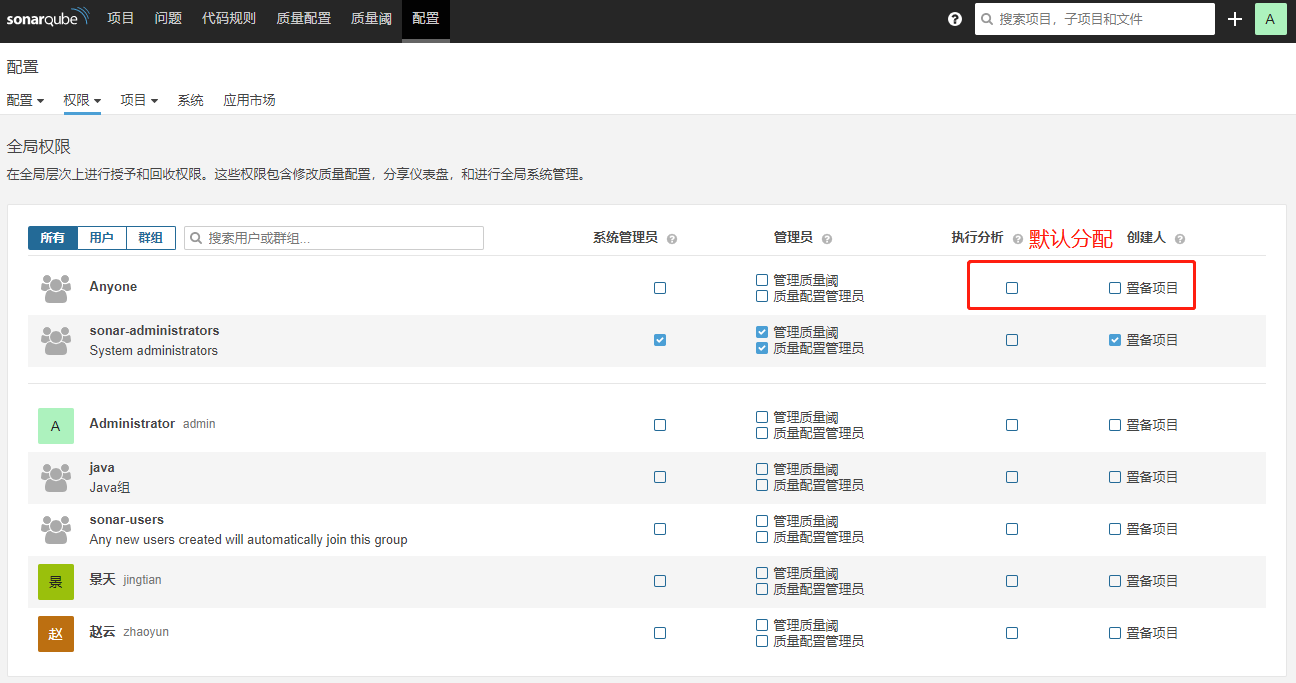 sonarqube 项目 问题 代码规则 质量配置 质量阈 配置 ? 搜索项目，子项目和文件 + A
配置
配置 权限 项目 系统 应用市场
全局权限
在全局层次上进行授予和回收权限。这些权限包含修改质量配置，分享仪表盘，和进行全局系统管理。
所有 用户 群组 搜索用户或群组... 系统管理员 ? 管理员 ? 执行分析 ? 默认分配 创建人 ?
Anyone 管理质量阈 置备项目
质量配置管理员
sonar-administrators 管理质量阈 置备项目
System administrators 质量配置管理员
A Administrator admin 管理质量阈 置备项目
质量配置管理员
java 管理质量阈 置备项目
Java组 质量配置管理员
sonar-users 管理质量阈 置备项目
Any new users created will automatically join this group 质量配置管理员
景 景天 jingtian 管理质量阈 置备项目
质量配置管理员
赵 赵云 zhaoyun 管理质量阈 置备项目
质量配置管理员